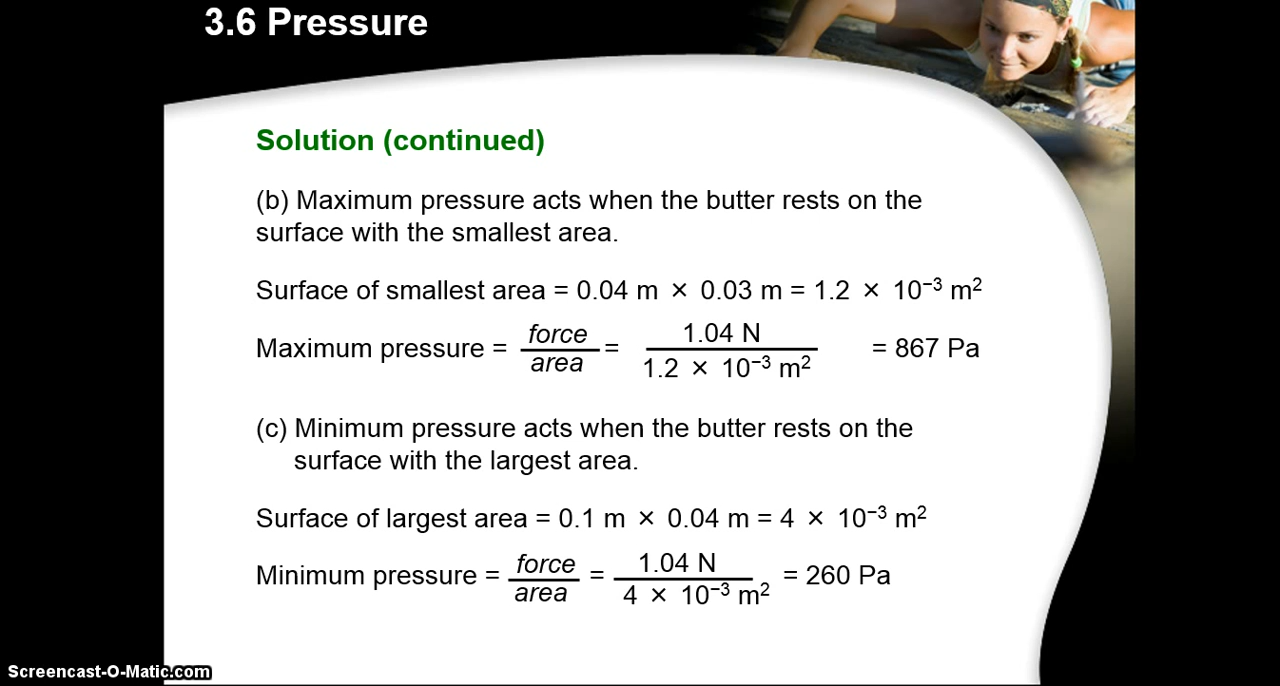 3.6 Pressure
Solution (continued)
(b) Maximum pressure acts when the butter rests on the
surface with the smallest area.
Surface of smallest area = 0.04 m × 0.03 m = 1.2 × 10⁻³ m²
Maximum pressure = force/area = 1.04 N / 1.2 × 10⁻³ m² = 867 Pa
(c) Minimum pressure acts when the butter rests on the
surface with the largest area.
Surface of largest area = 0.1 m × 0.04 m = 4 × 10⁻³ m²
Minimum pressure = force/area = 1.04 N / 4 × 10⁻³ m² = 260 Pa
Screencast-O-Matic.com